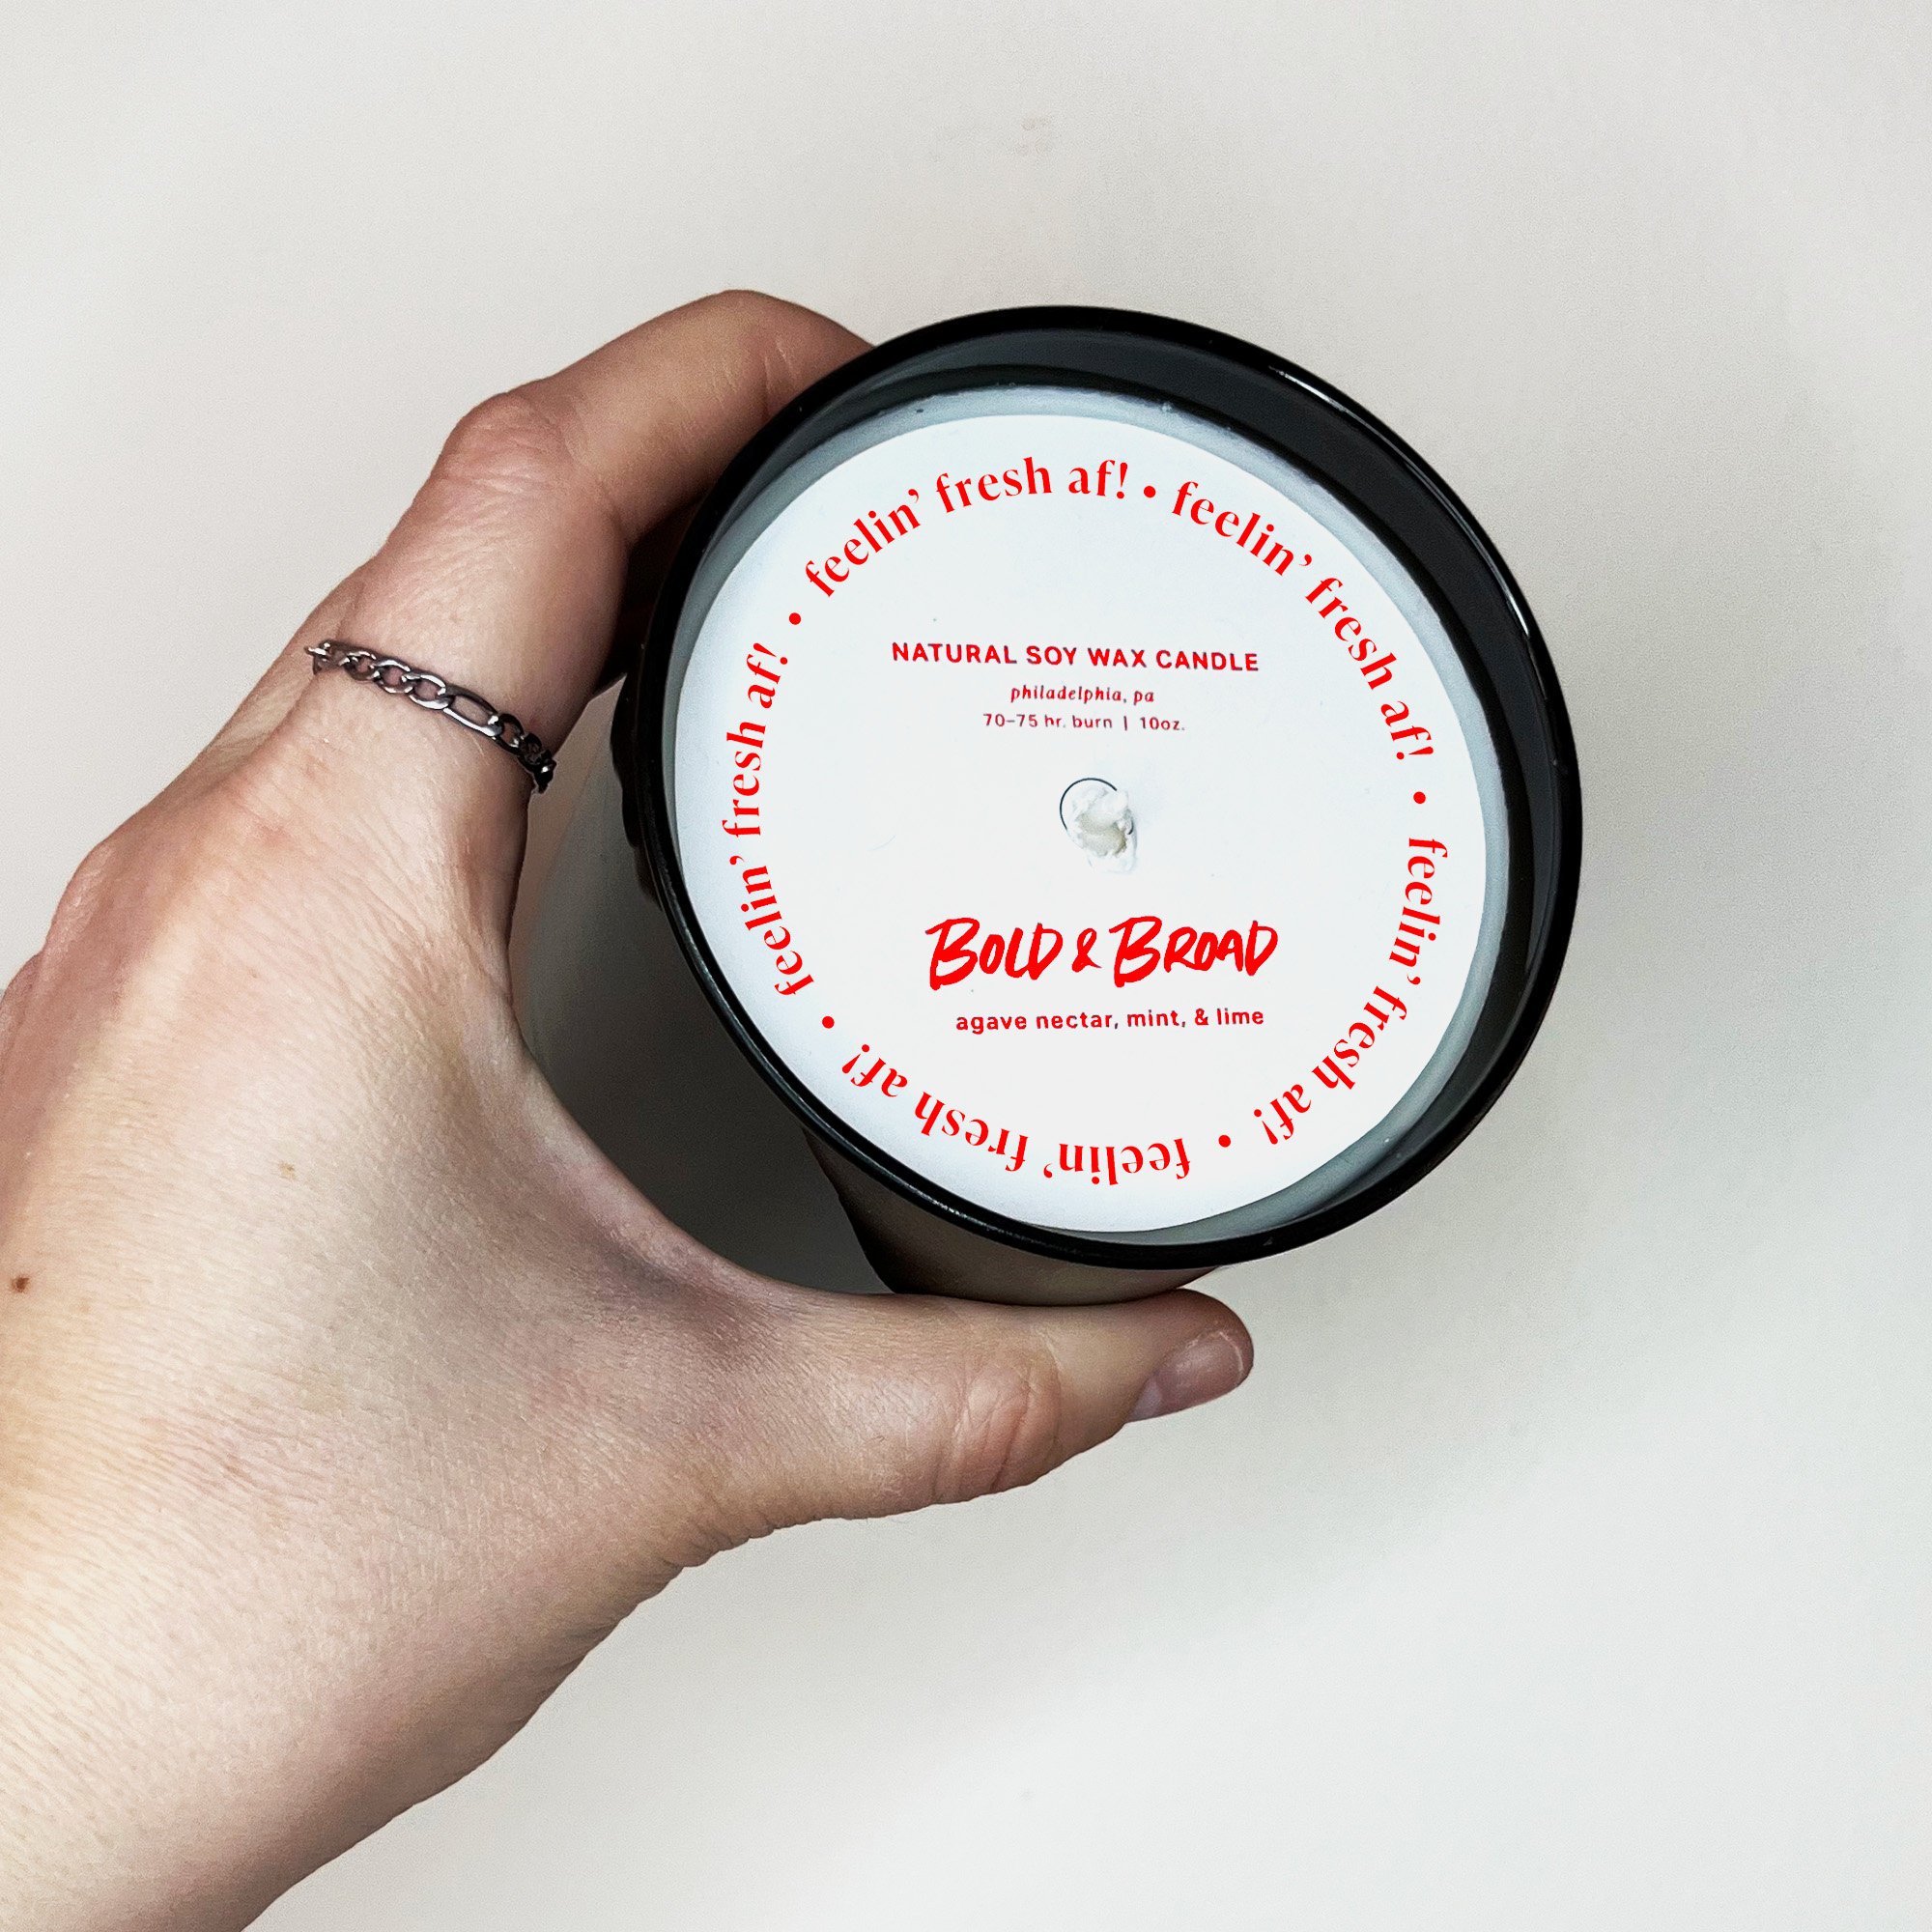 feelin’ fresh af! • feelin’ fresh af! • feelin’ fresh af! • feelin’ fresh af! • feelin’ fresh af! •
NATURAL SOY WAX CANDLE
philadelphia, pa
70–75 hr. burn | 10oz.
BOLD & BROAD
agave nectar, mint, & lime